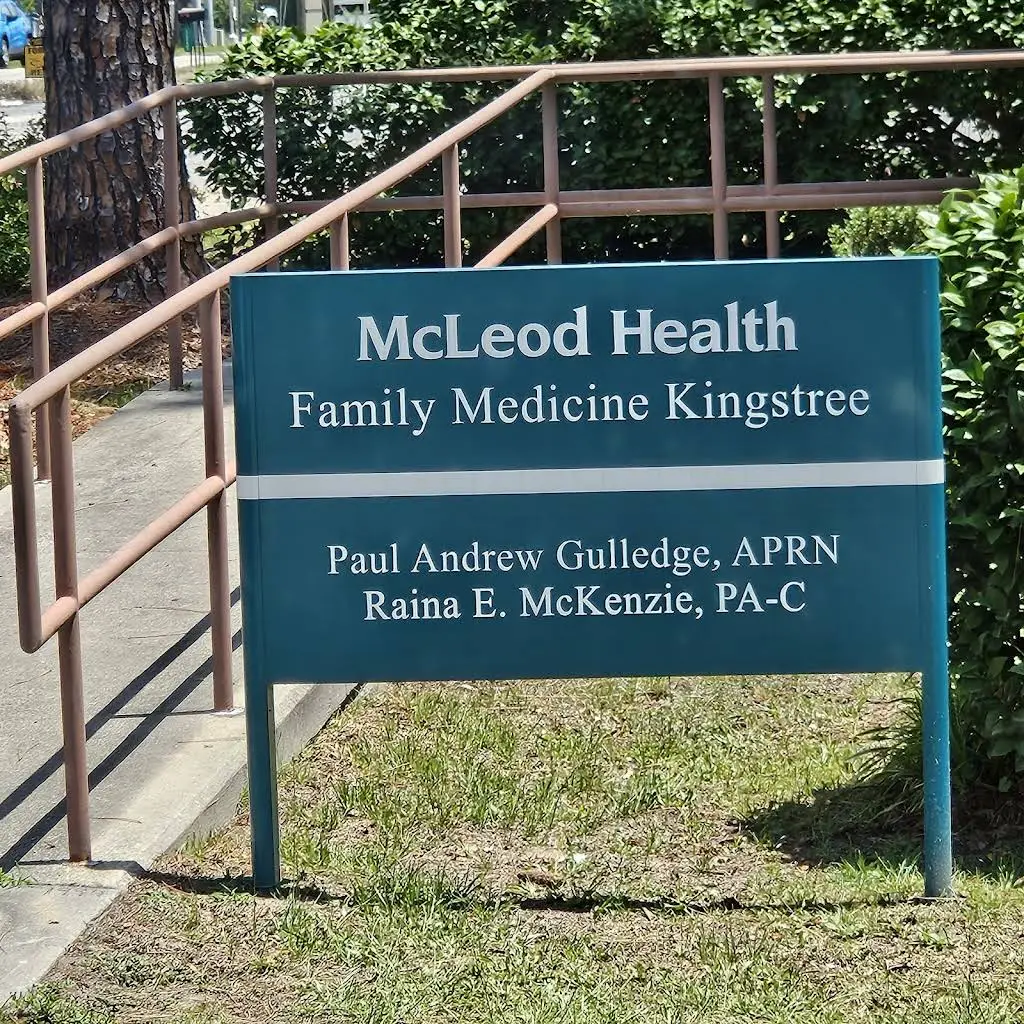 McLeod Health
Family Medicine Kingstree
Paul Andrew Gulledge, APRN
Raina E. McKenzie, PA-C